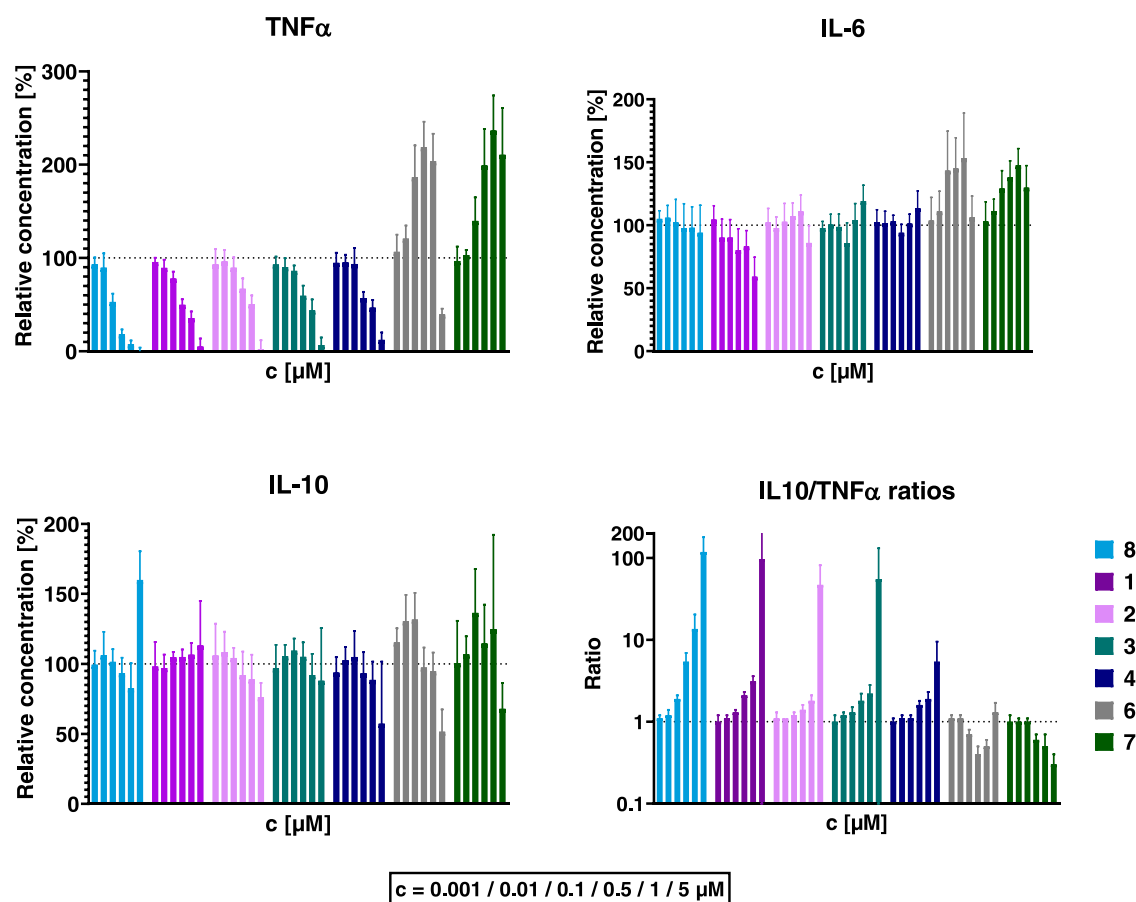 TNFα
Relative concentration [%]
300
200
100
0
c [µM]
IL-6
Relative concentration [%]
200
150
100
50
0
c [µM]
IL-10
Relative concentration [%]
200
150
100
50
0
c [µM]
IL10/TNFα ratios
Ratio
200
100
10
1
0.1
c [µM]
8
1
2
3
4
6
7
c = 0.001 / 0.01 / 0.1 / 0.5 / 1 / 5 µM